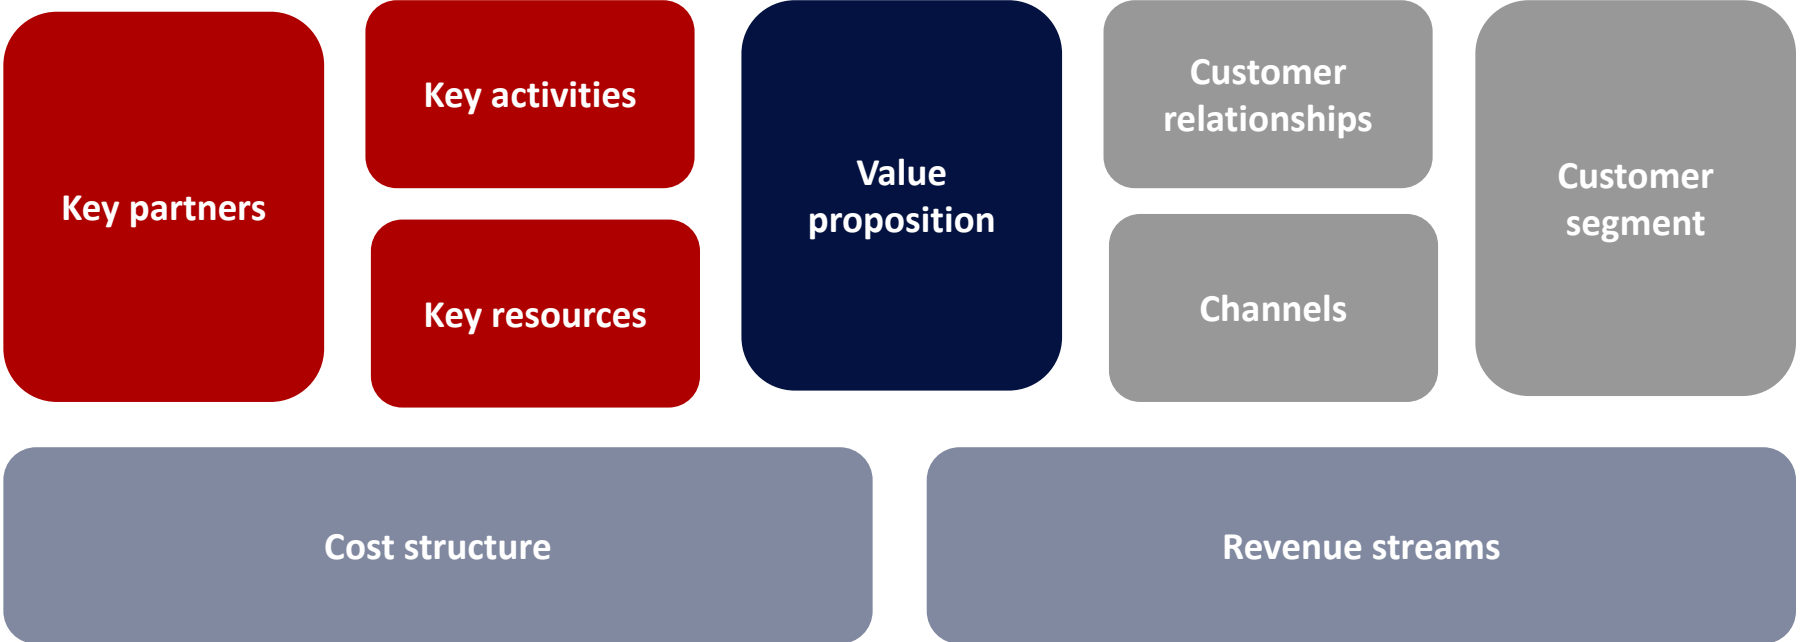 Key partners
Key activities
Key resources
Value
proposition
Customer
relationships
Channels
Customer
segment
Cost structure
Revenue streams